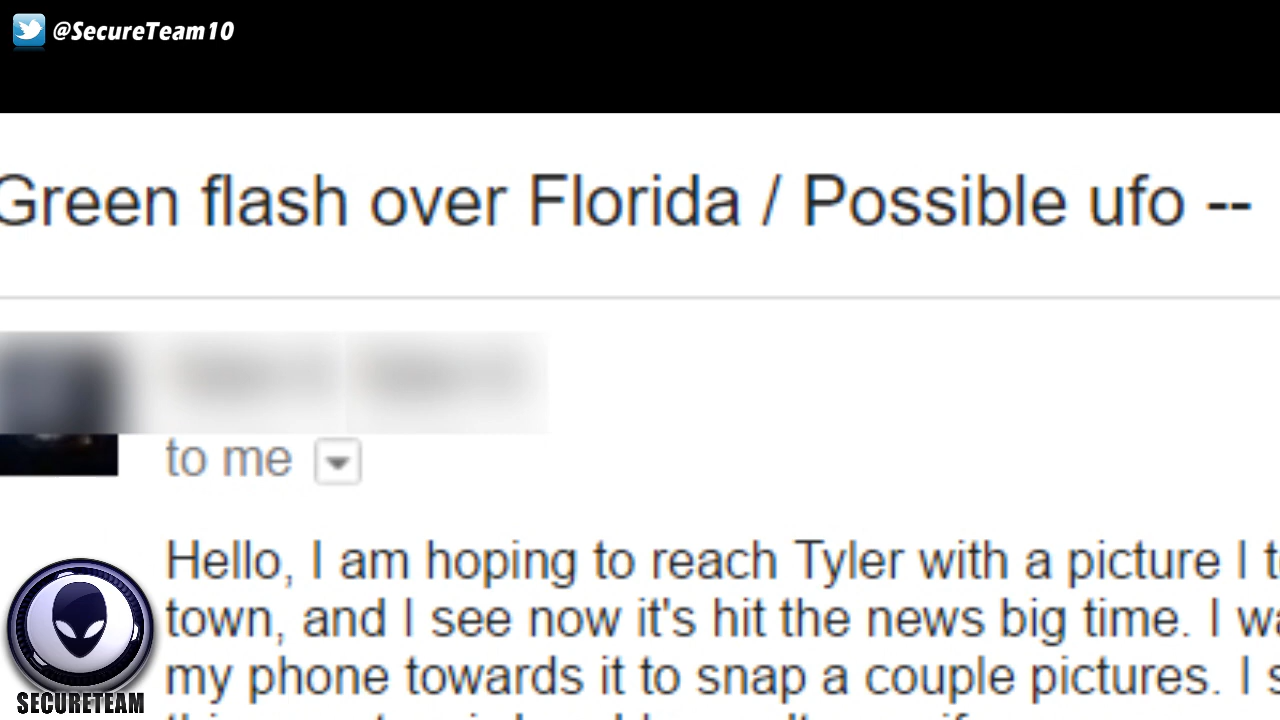 @SecureTeam10
Green flash over Florida / Possible ufo --
to me
Hello, I am hoping to reach Tyler with a picture I
town, and I see now it's hit the news big time. I
my phone towards it to snap a couple pictures. I
SECURETEAM